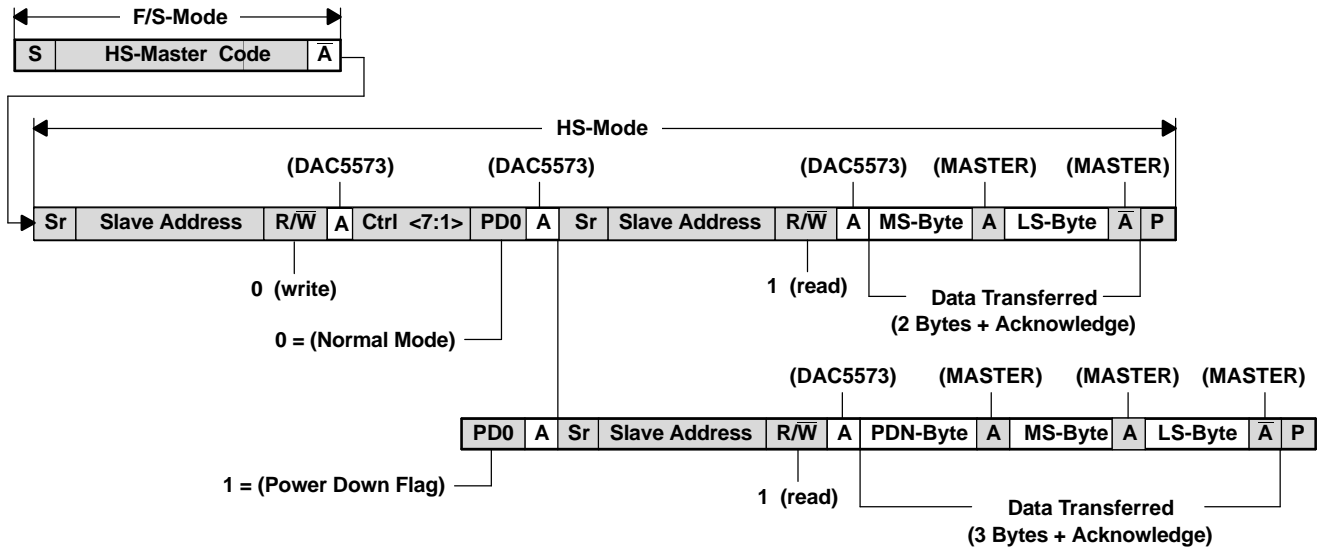 F/S-Mode
S HS-Master Code A̅
HS-Mode
(DAC5573) (DAC5573) (DAC5573) (MASTER) (MASTER)
Sr Slave Address R/W̅ A Ctrl <7:1> PD0 A Sr Slave Address R/W̅ A MS-Byte A LS-Byte A̅ P
0 (write) 1 (read) Data Transferred
(2 Bytes + Acknowledge)
0 = (Normal Mode)
(DAC5573) (MASTER) (MASTER) (MASTER)
PD0 A Sr Slave Address R/W̅ A PDN-Byte A MS-Byte A LS-Byte A̅ P
1 = (Power Down Flag) 1 (read) Data Transferred
(3 Bytes + Acknowledge)